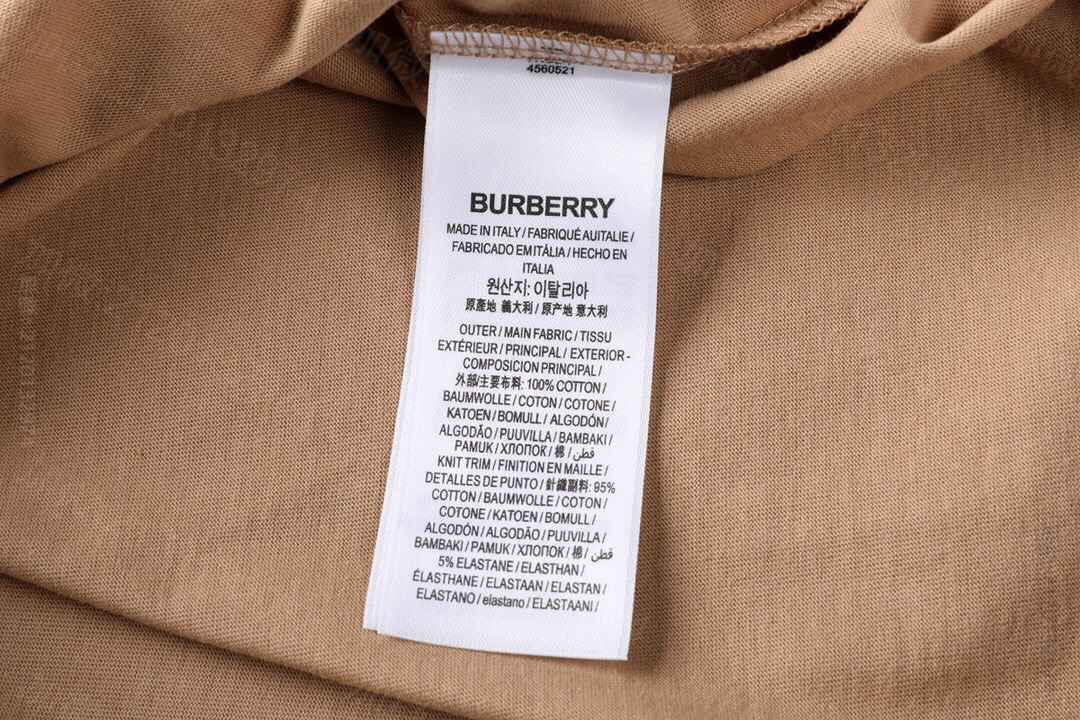 4560521
BURBERRY
MADE IN ITALY / FABRIQUÉ AUITALIE /
FABRICADO EM ITÀLIA / HECHO EN
ITALIA
원산지: 이탈리아
原產地 義大利 / 原产地 意大利
OUTER / MAIN FABRIC / TISSU
EXTÉRIEUR / PRINCIPAL / EXTERIOR -
COMPOSICION PRINCIPAL /
外部/主要布料: 100% COTTON /
BAUMWOLLE / COTON / COTONE /
KATOEN / BOMULL / ALGODÓN /
ALGODÃO / PUUVILLA / BAMBAKI /
PAMUK / ХЛОПОК / 棉 / قطن
KNIT TRIM / FINITION EN MAILLE /
DETALLES DE PUNTO / 針織副料: 95%
COTTON / BAUMWOLLE / COTON /
COTONE / KATOEN / BOMULL /
ALGODÓN / ALGODÃO / PUUVILLA /
BAMBAKI / PAMUK / ХЛОПОК / 棉 / قطن
5% ELASTANE / ELASTHAN /
ÉLASTHANE / ELASTAAN / ELASTAN /
ELASTANO / elastano / ELASTAANI /